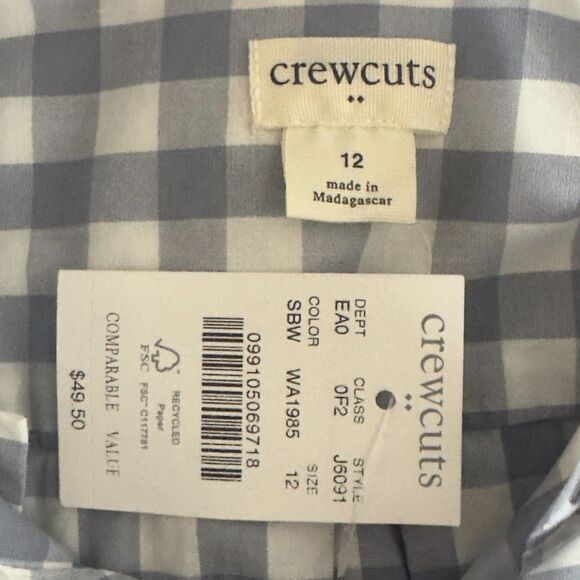 crewcuts
12
made in
Madagascar
crewcuts
DEPT CLASS STYLE
EA0 0F2 J5091
COLOR SIZE
SBW WA1985 12
099105069718
RECYCLED
Paper
FSC FSC™ C117791
COMPARABLE VALUE
$49.50